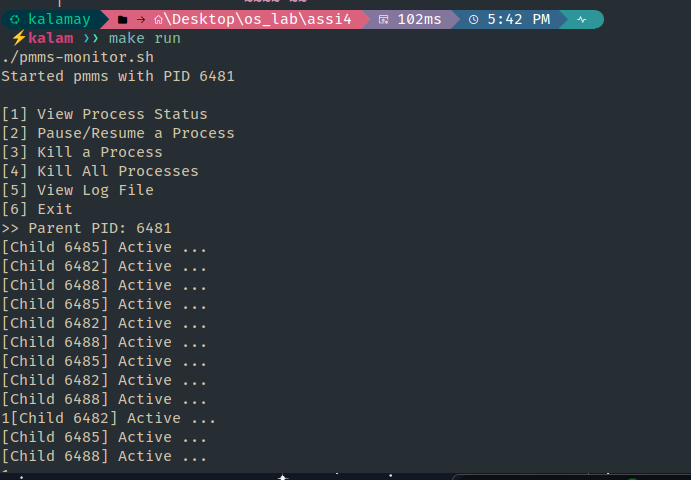 kalamay → ~\Desktop\os_lab\assi4 102ms 5:42 PM
⚡kalam ❯❯ make run
./pmms-monitor.sh
Started pmms with PID 6481
[1] View Process Status
[2] Pause/Resume a Process
[3] Kill a Process
[4] Kill All Processes
[5] View Log File
[6] Exit
>> Parent PID: 6481
[Child 6485] Active ...
[Child 6482] Active ...
[Child 6488] Active ...
[Child 6485] Active ...
[Child 6482] Active ...
[Child 6488] Active ...
[Child 6485] Active ...
[Child 6482] Active ...
[Child 6488] Active ...
1[Child 6482] Active ...
[Child 6485] Active ...
[Child 6488] Active ...